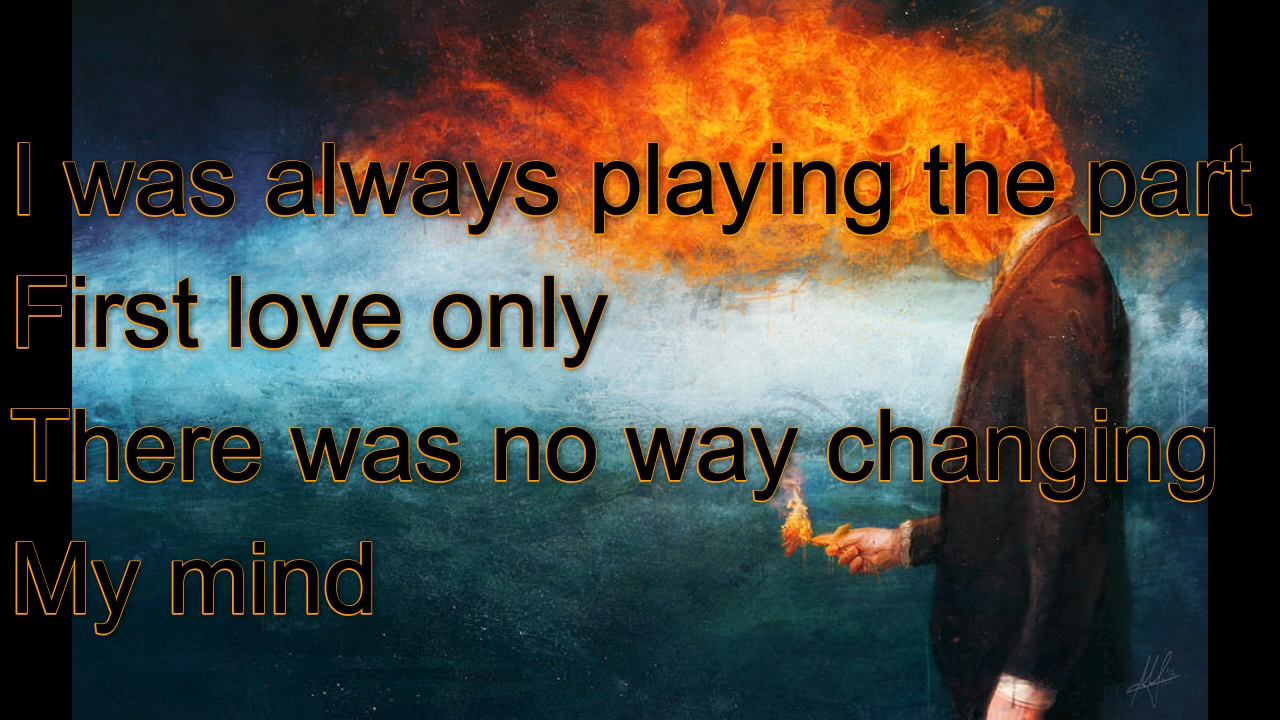 I was always playing the part
First love only
There was no way changing
My mind